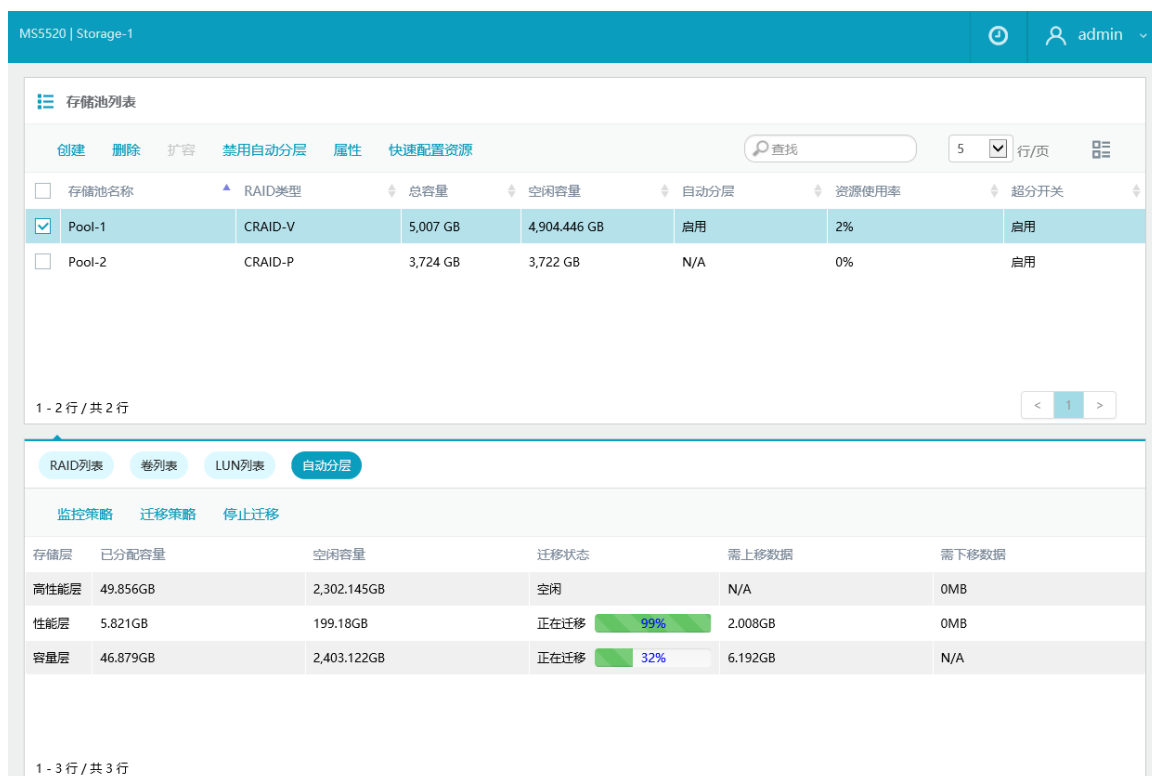 MS5520 | Storage-1 admin
存储池列表
创建 删除 扩容 禁用自动分层 属性 快速配置资源 查找 5 行/页
存储池名称 RAID类型 总容量 空闲容量 自动分层 资源使用率 超分开关
Pool-1 CRAID-V 5,007 GB 4,904.446 GB 启用 2% 启用
Pool-2 CRAID-P 3,724 GB 3,722 GB N/A 0% 启用
1 - 2 行 / 共 2 行 < 1 >
RAID列表 卷列表 LUN列表 自动分层
监控策略 迁移策略 停止迁移
存储层 已分配容量 空闲容量 迁移状态 需上移数据 需下移数据
高性能层 49.856GB 2,302.145GB 空闲 N/A 0MB
性能层 5.821GB 199.18GB 正在迁移 99% 2.008GB 0MB
容量层 46.879GB 2,403.122GB 正在迁移 32% 6.192GB N/A
1 - 3 行 / 共 3 行